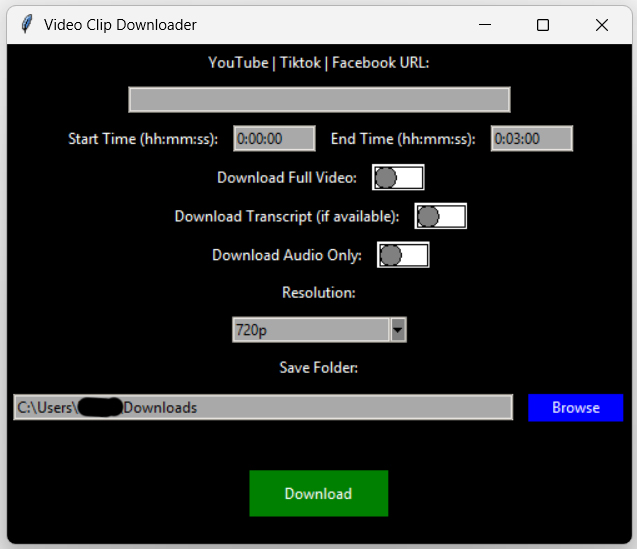 Video Clip Downloader
YouTube | Tiktok | Facebook URL:
Start Time (hh:mm:ss): 0:00:00 End Time (hh:mm:ss): 0:03:00
Download Full Video:
Download Transcript (if available):
Download Audio Only:
Resolution:
720p
Save Folder:
C:\Users\ Downloads Browse
Download